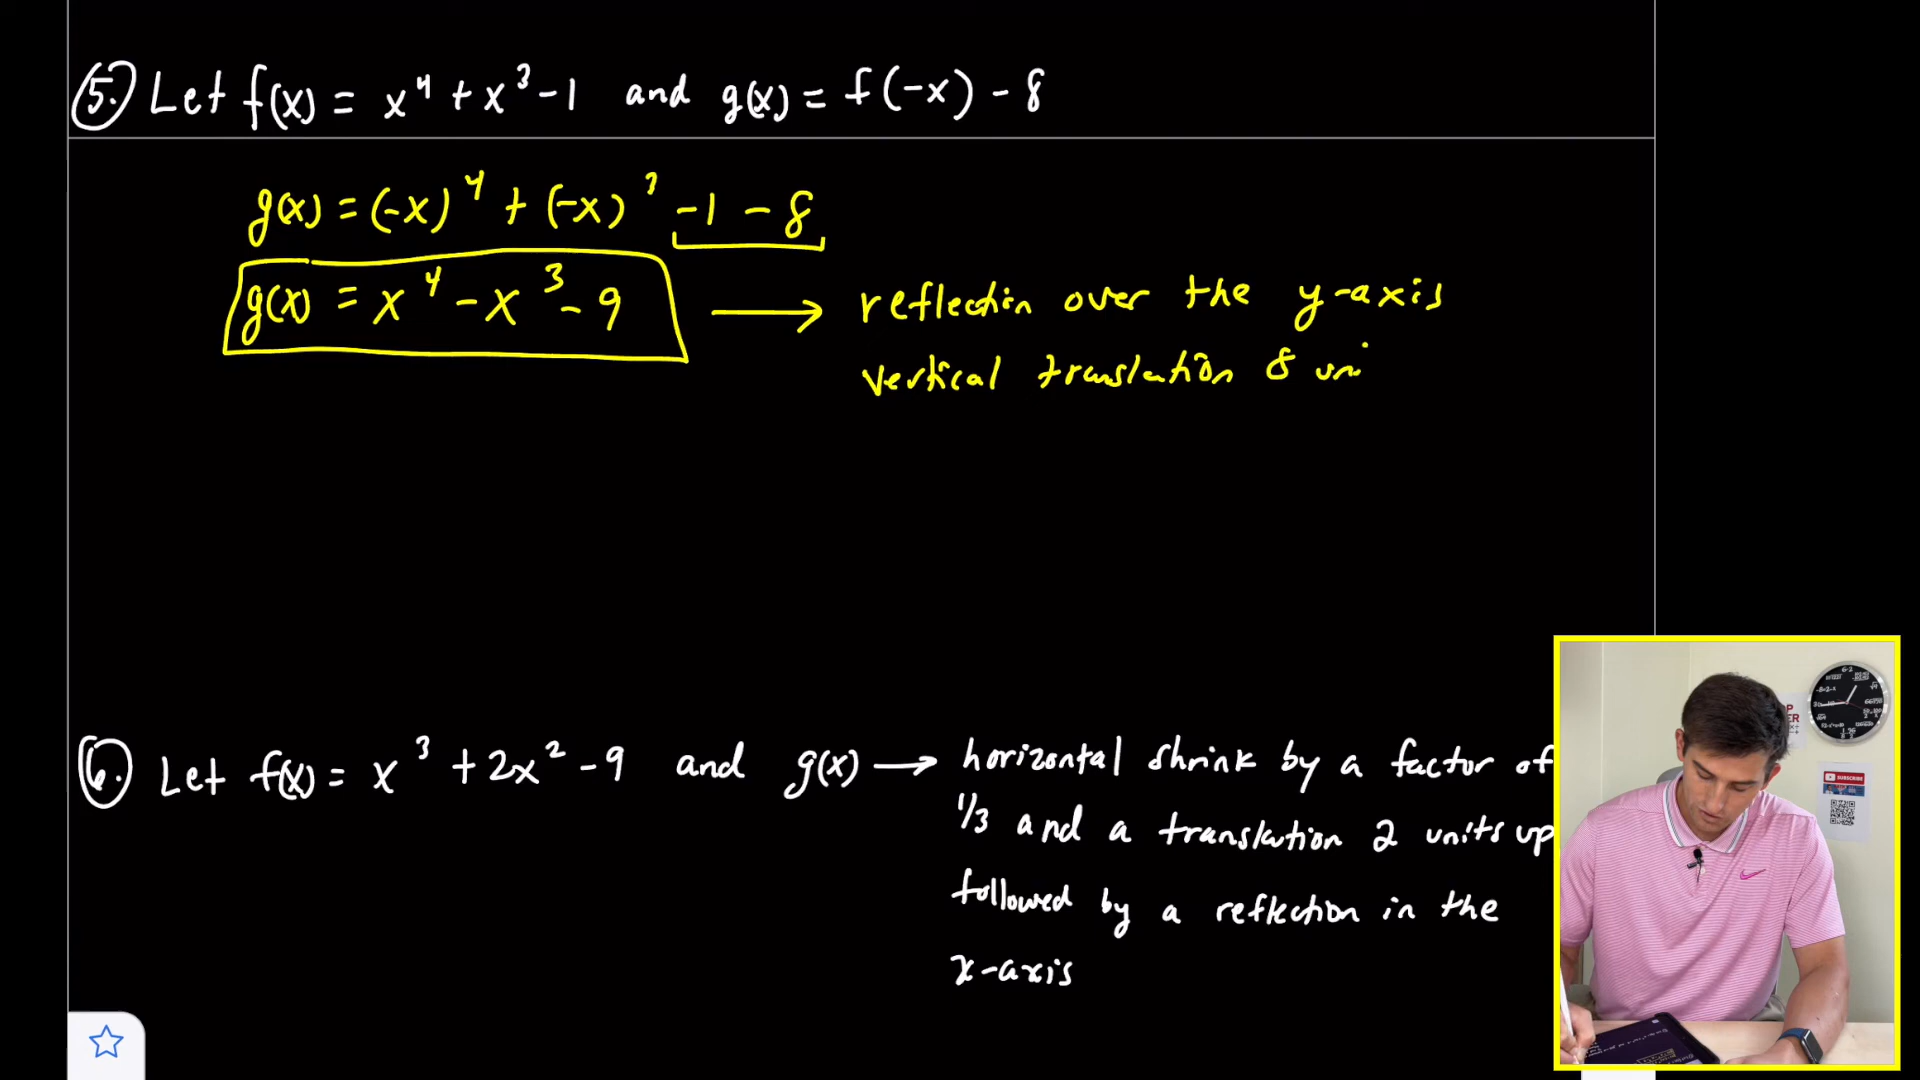 5. Let f(x) = x⁴ + x³ - 1 and g(x) = f(-x) - 8
g(x) = (-x)⁴ + (-x)³ - 1 - 8
g(x) = x⁴ - x³ - 9 → reflection over the y-axis
vertical translation 8 uni
6. Let f(x) = x³ + 2x² - 9 and g(x) → horizontal shrink by a factor of
1/3 and a translation 2 units up
followed by a reflection in the
x-axis
SUBSCRIBE